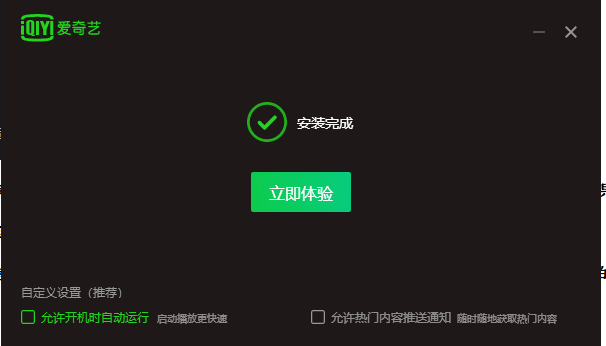 iQIYI 爱奇艺
安装完成
立即体验
自定义设置（推荐）
允许开机时自动运行 启动播放更快速
允许热门内容推送通知 随时随地获取热门内容